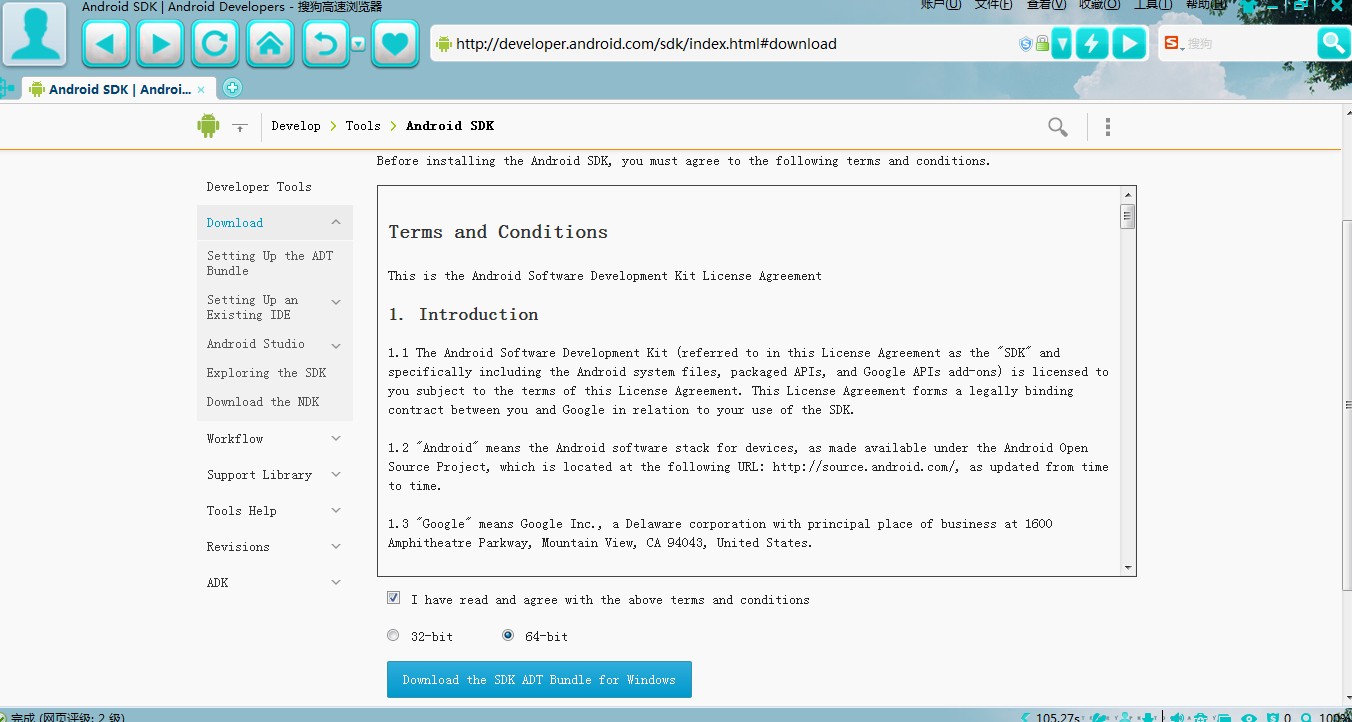 Android SDK | Android Developers - 搜狗高速浏览器
账户(U) 文件(F) 查看(V) 收藏(O) 工具(T) 帮助(H)
http://developer.android.com/sdk/index.html#download
搜狗
Android SDK | Androi...
Develop > Tools > Android SDK
Before installing the Android SDK, you must agree to the following terms and conditions.
Developer Tools
Download
Setting Up the ADT
Bundle
Setting Up an
Existing IDE
Android Studio
Exploring the SDK
Download the NDK
Workflow
Support Library
Tools Help
Revisions
ADK
Terms and Conditions
This is the Android Software Development Kit License Agreement
1. Introduction
1.1 The Android Software Development Kit (referred to in this License Agreement as the "SDK" and
specifically including the Android system files, packaged APIs, and Google APIs add-ons) is licensed to
you subject to the terms of this License Agreement. This License Agreement forms a legally binding
contract between you and Google in relation to your use of the SDK.
1.2 "Android" means the Android software stack for devices, as made available under the Android Open
Source Project, which is located at the following URL: http://source.android.com/, as updated from time
to time.
1.3 "Google" means Google Inc., a Delaware corporation with principal place of business at 1600
Amphitheatre Parkway, Mountain View, CA 94043, United States.
I have read and agree with the above terms and conditions
32-bit 64-bit
Download the SDK ADT Bundle for Windows
完成 (网页评级: 2 级)
105.27s
0